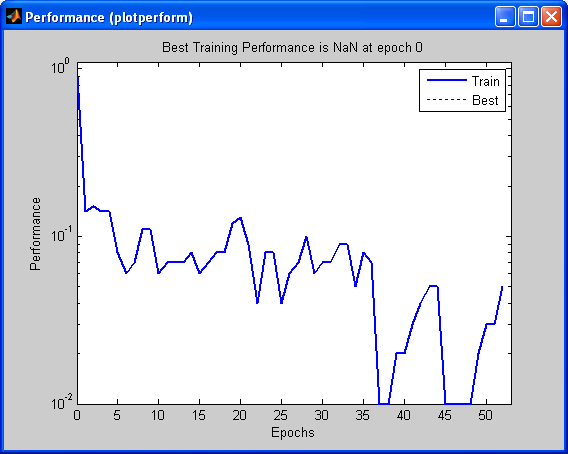 Performance (plotperform)
Best Training Performance is NaN at epoch 0
Train
Best
Performance
10^0
10^-1
10^-2
0 5 10 15 20 25 30 35 40 45 50
Epochs